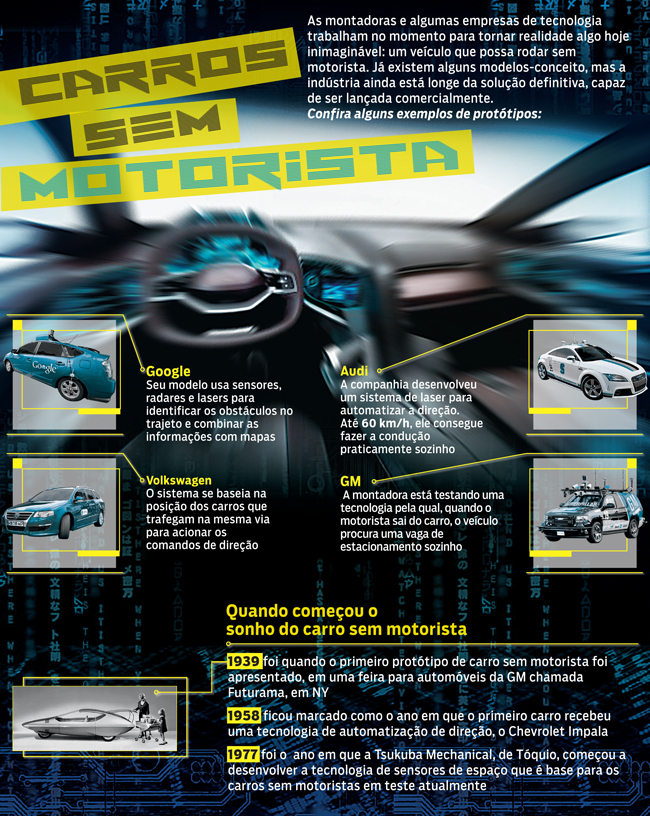 CARROS
SEM
MOTORISTA
As montadoras e algumas empresas de tecnologia
trabalham no momento para tornar realidade algo hoje
inimaginável: um veículo que possa rodar sem
motorista. Já existem alguns modelos-conceito, mas a
indústria ainda está longe da solução definitiva, capaz
de ser lançada comercialmente.
Confira alguns exemplos de protótipos:
Google
Google
Seu modelo usa sensores,
radares e lasers para
identificar os obstáculos no
trajeto e combinar as
informações com mapas
Audi
A companhia desenvolveu
um sistema de laser para
automatizar a direção.
Até 60 km/h, ele consegue
fazer a condução
praticamente sozinho
Volkswagen
O sistema se baseia na
posição dos carros que
trafegam na mesma via
para acionar os
comandos de direção
GM
A montadora está testando uma
tecnologia pela qual, quando o
motorista sai do carro, o veículo
procura uma vaga de
estacionamento sozinho
Quando começou o
sonho do carro sem motorista
1939 foi quando o primeiro protótipo de carro sem motorista foi
apresentado, em uma feira para automóveis da GM chamada
Futurama, em NY
1958 ficou marcado como o ano em que o primeiro carro recebeu
uma tecnologia de automatização de direção, o Chevrolet Impala
1977 foi o ano em que a Tsukuba Mechanical, de Tóquio, começou a
desenvolver a tecnologia de sensores de espaço que é base para os
carros sem motoristas em teste atualmente